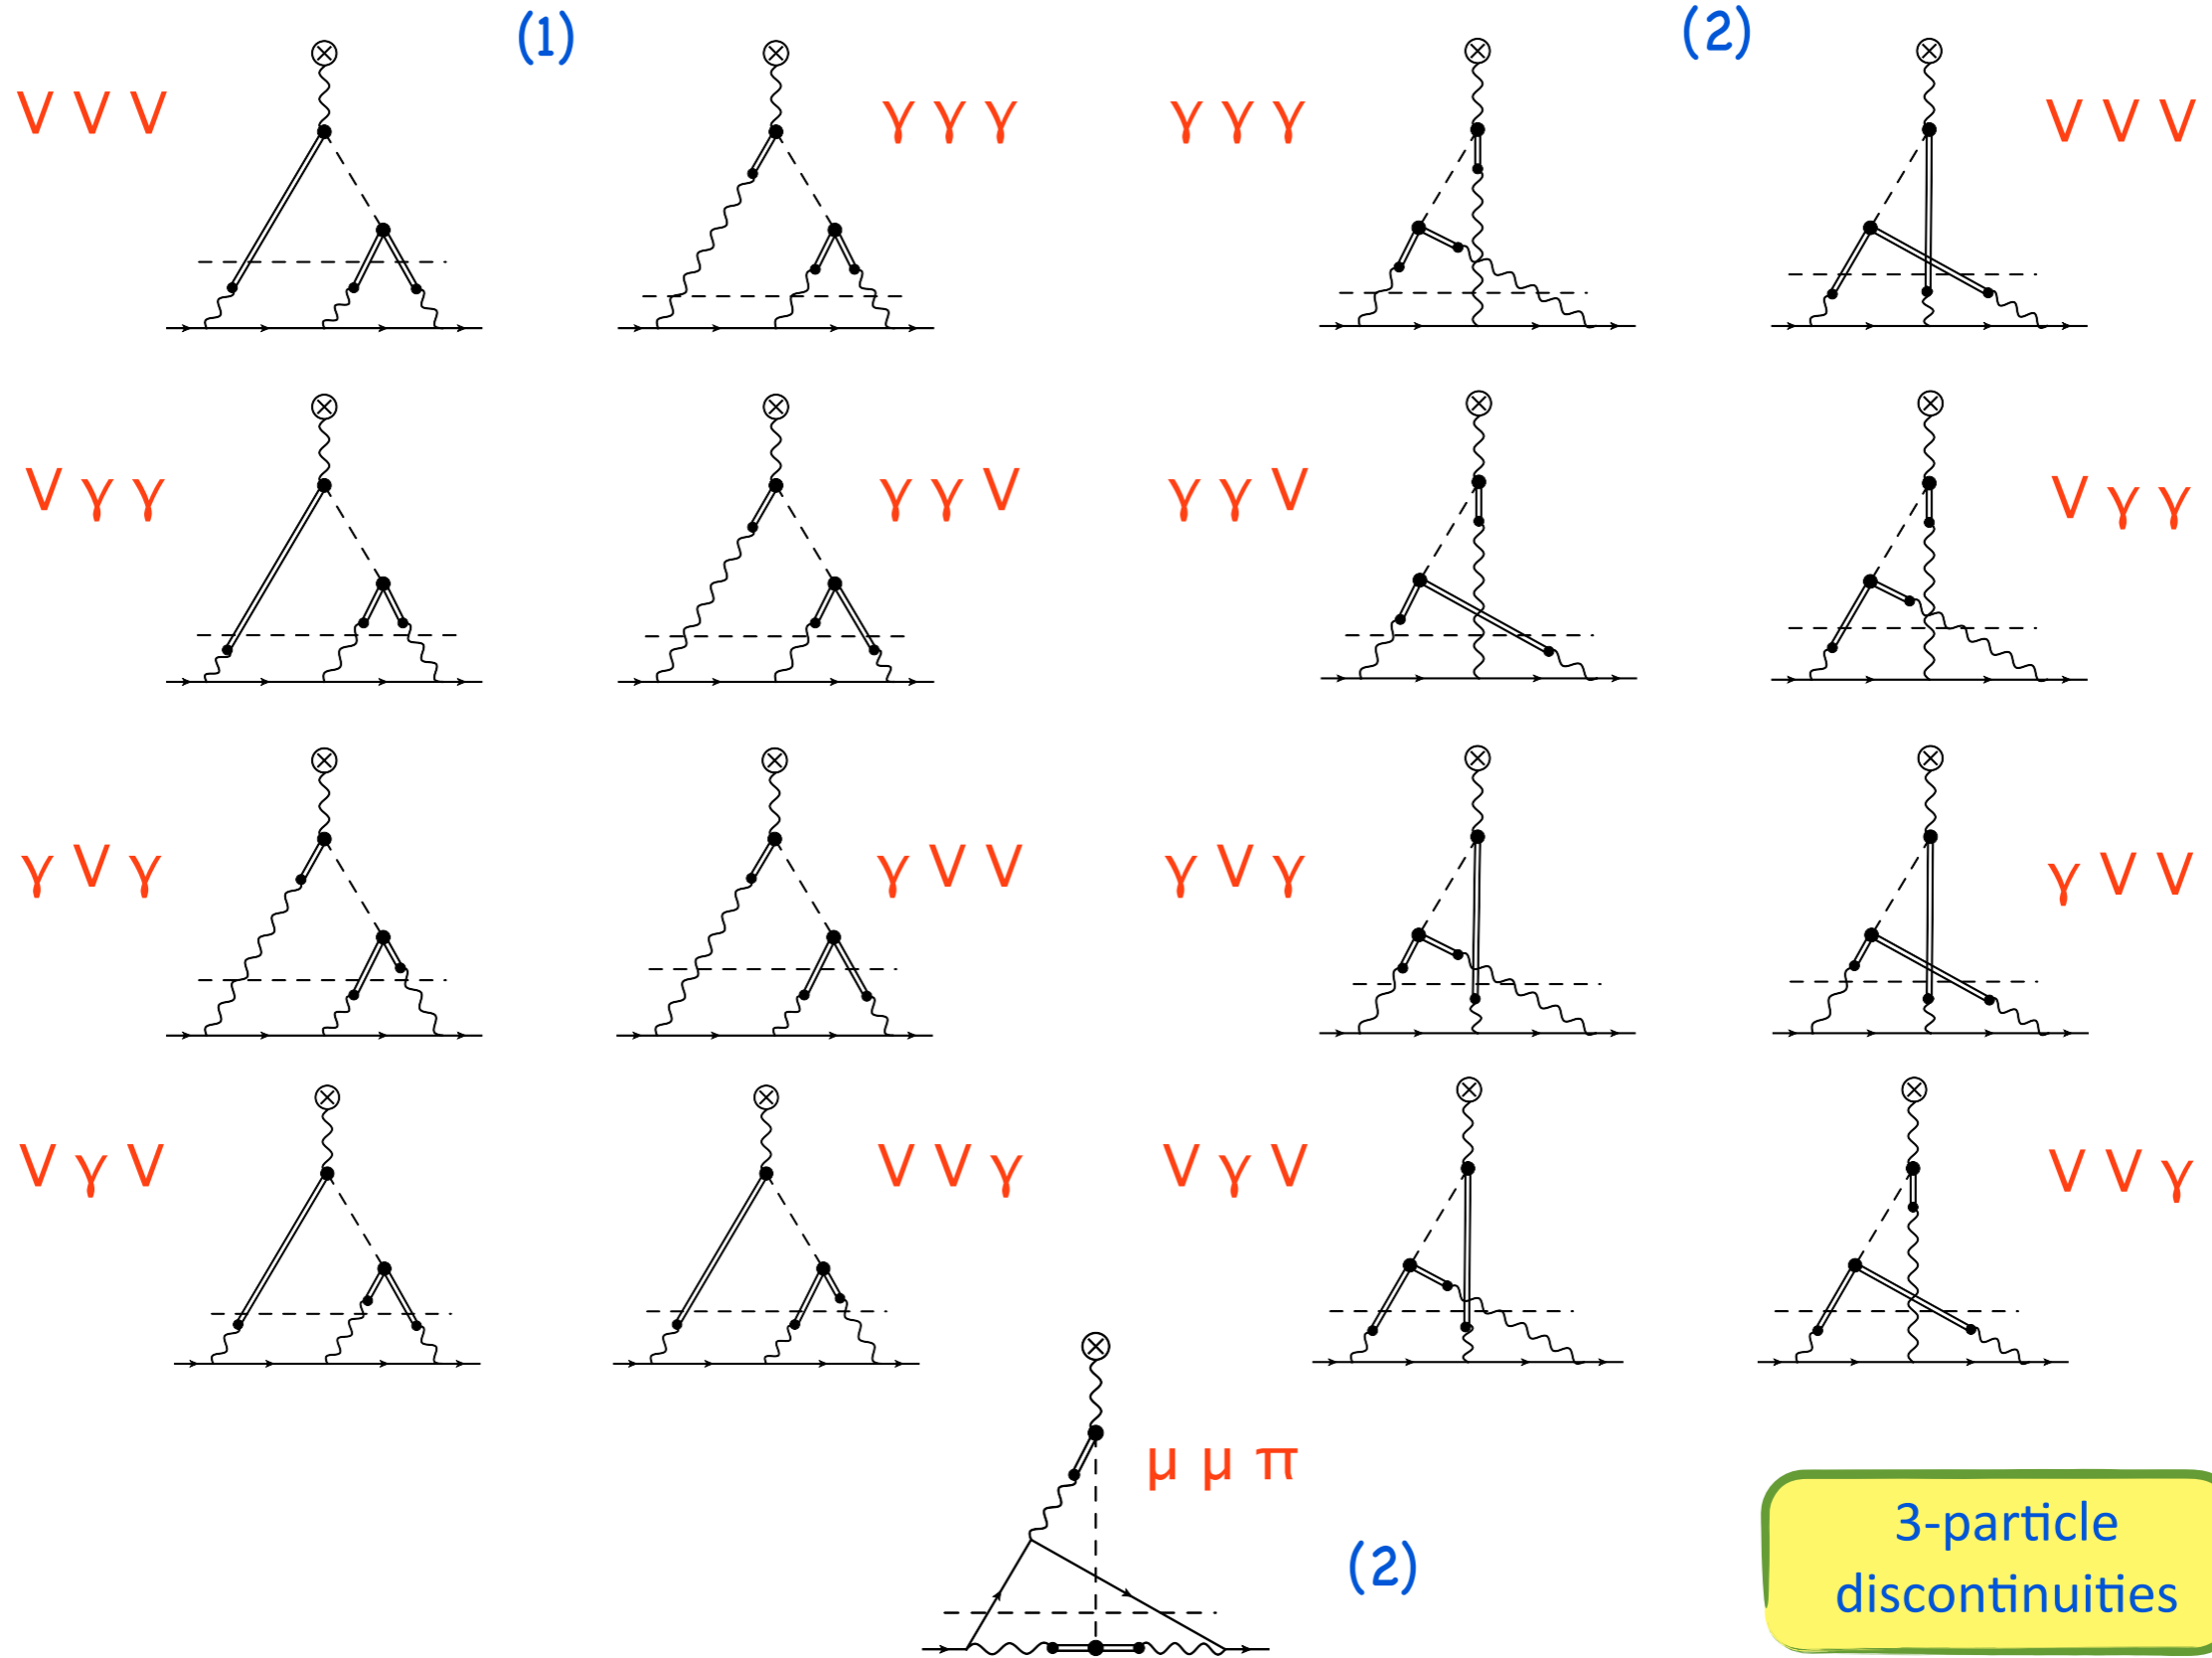 (1)
(2)
V V V
γ γ γ
γ γ γ
V V V
V γ γ
γ γ V
γ γ V
V γ γ
γ V γ
γ V V
γ V γ
γ V V
V γ V
V V γ
V γ V
V V γ
μ μ π
(2)
3-particle
discontinuities